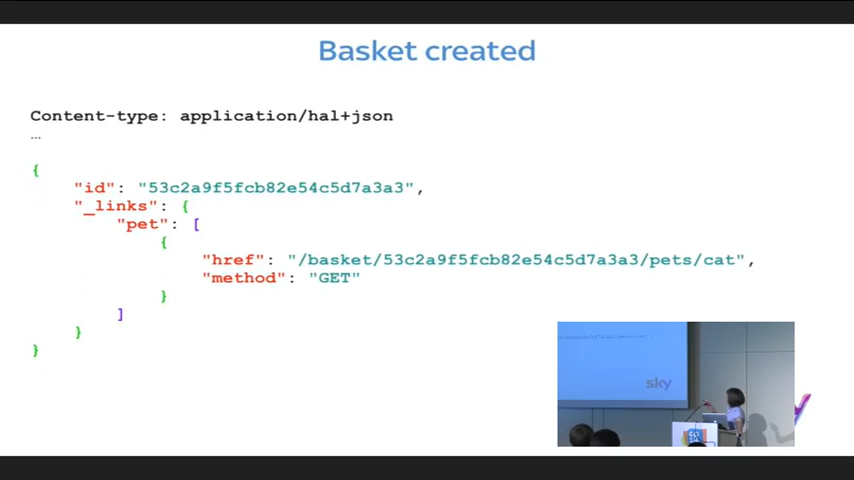 Basket created
Content-type: application/hal+json
…
{
"id": "53c2a9f5fcb82e54c5d7a3a3",
"_links": {
"pet": [
{
"href": "/basket/53c2a9f5fcb82e54c5d7a3a3/pets/cat",
"method": "GET"
}
]
}
}
sky